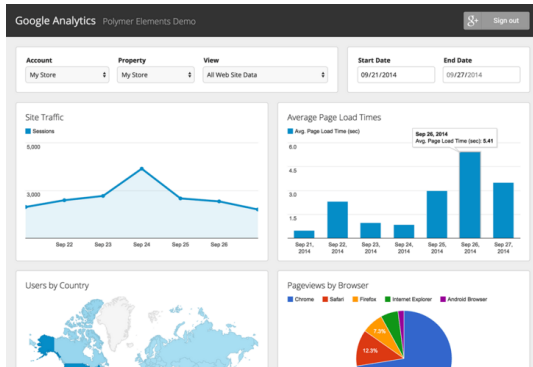 Google Analytics Polymer Elements Demo
g+ Sign out
Account Property View
My Store My Store All Web Site Data
Start Date End Date
09/21/2014 09/27/2014
Site Traffic
Sessions
5,000
3,000
Sep 22 Sep 23 Sep 24 Sep 25 Sep 26
Average Page Load Times
Avg. Page Load Time (sec)
Sep 26, 2014
Avg. Page Load Time (sec): 5.41
6.0
4.5
3.0
1.5
Sep 21, Sep 22, Sep 23, Sep 24, Sep 25, Sep 26, Sep 27,
2014 2014 2014 2014 2014 2014 2014
Users by Country
Pageviews by Browser
Chrome Safari Firefox Internet Explorer Android Browser
7.3%
12.3%